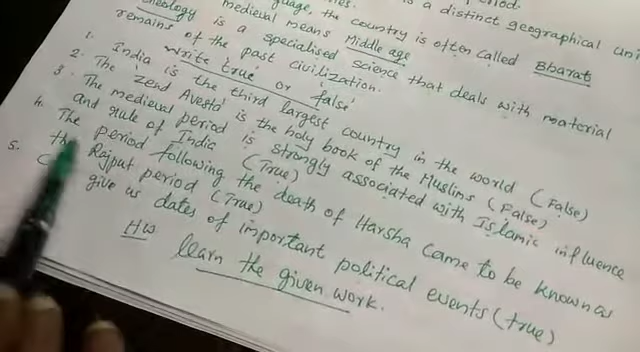 is a distinct geographical uni
guage, the country is often called Bharat
medieval means Middle age
is a specialised science that deals with material
remains of the past civilization.
Write true or false
1. India is the third largest country in the world (False)
2. The 'Zend Avesta' is the holy book of the Muslims (False)
3. The medieval period is strongly associated with Islamic influence
and rule of India (True)
4. The period following the death of Harsha came to be known as
the Rajput period (True)
5. give us dates of important political events (true)
Hw
learn the given work.